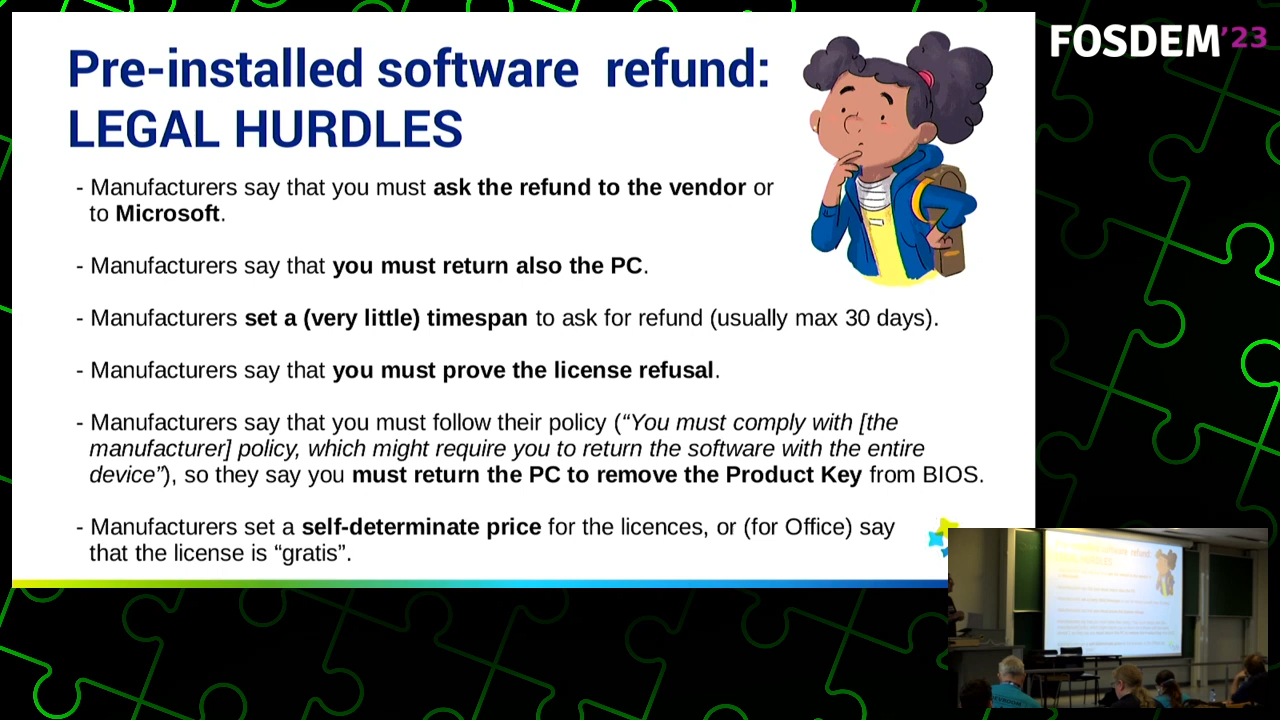 Pre-installed software  refund:
LEGAL HURDLES
FOSDEM'23
- Manufacturers say that you must ask the refund to the vendor or
to Microsoft.
- Manufacturers say that you must return also the PC.
- Manufacturers set a (very little) timespan to ask for refund (usually max 30 days).
- Manufacturers say that you must prove the license refusal.
- Manufacturers say that you must follow their policy (“You must comply with [the
manufacturer] policy, which might require you to return the software with the entire
device”), so they say you must return the PC to remove the Product Key from BIOS.
- Manufacturers set a self-determinate price for the licences, or (for Office) say
that the license is “gratis”.